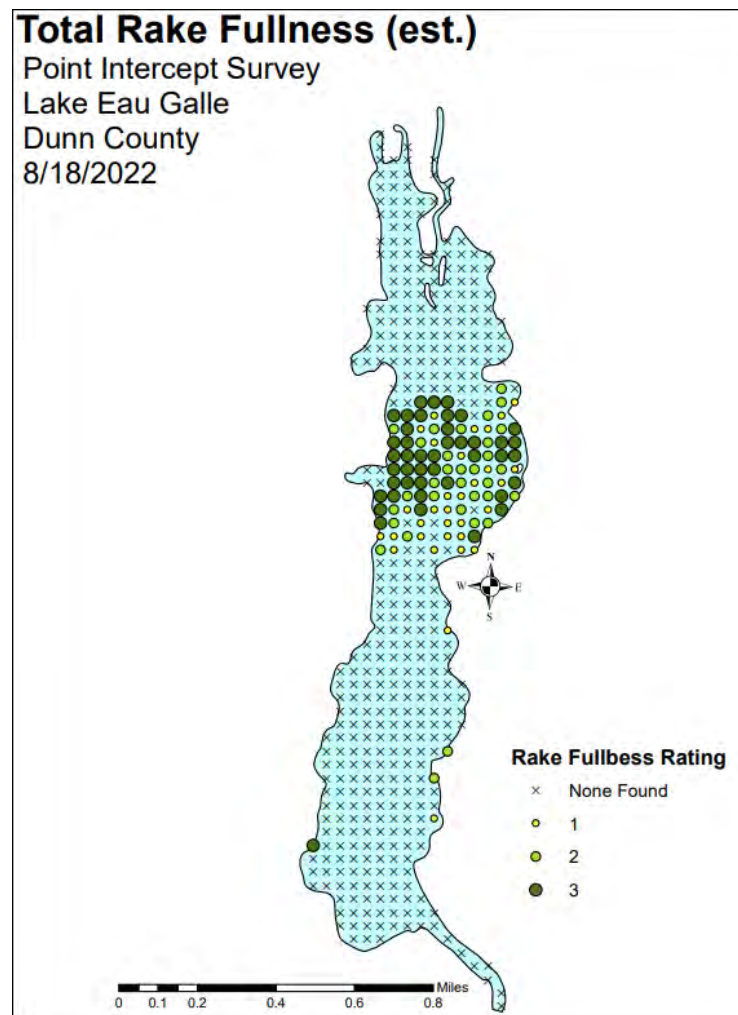 Total Rake Fullness (est.)
Point Intercept Survey
Lake Eau Galle
Dunn County
8/18/2022
N
W E
S
Rake Fullbess Rating
None Found
1
2
3
Miles
0 0.1 0.2 0.4 0.6 0.8